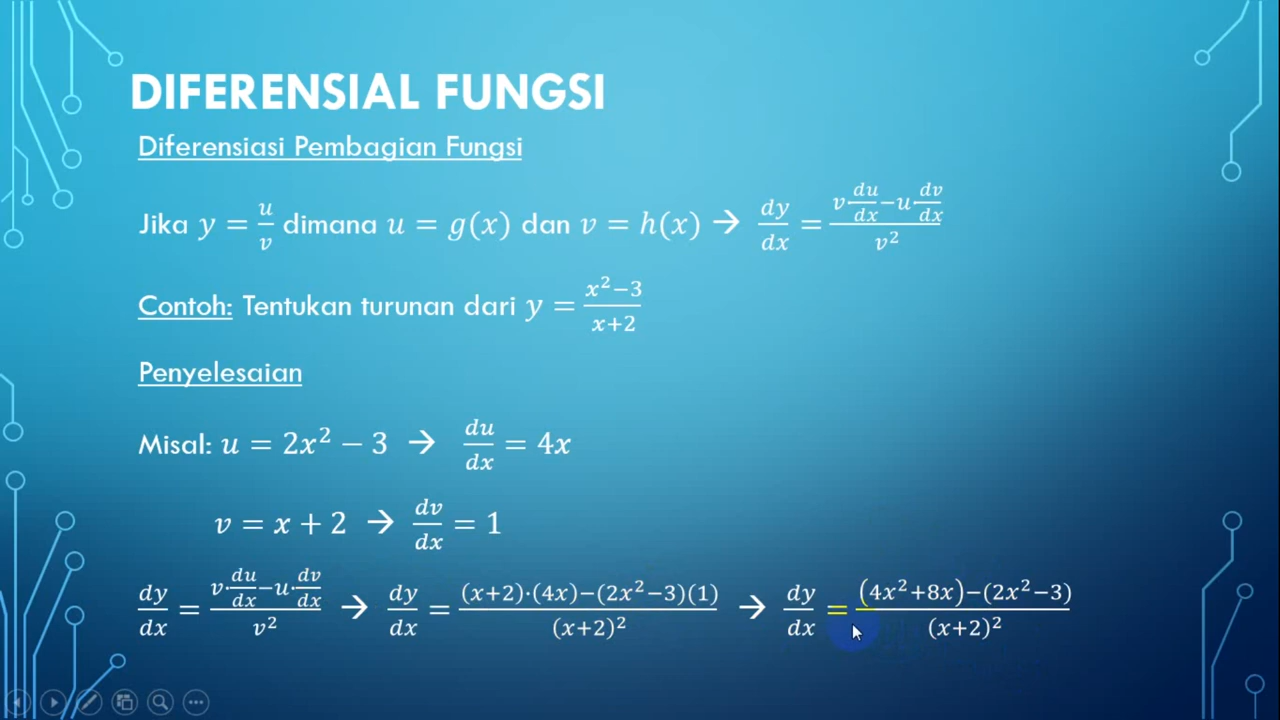 DIFERENSIAL FUNGSI
Diferensiasi Pembagian Fungsi
Jika y = u/v dimana u = g(x) dan v = h(x) → dy/dx = (v·du/dx−u·dv/dx)/v²
Contoh: Tentukan turunan dari y = (x²−3)/(x+2)
Penyelesaian
Misal: u = 2x² − 3 → du/dx = 4x
v = x + 2 → dv/dx = 1
dy/dx = (v·du/dx−u·dv/dx)/v² → dy/dx = ((x+2)·(4x)−(2x²−3)(1))/(x+2)² → dy/dx = ((4x²+8x)−(2x²−3))/(x+2)²